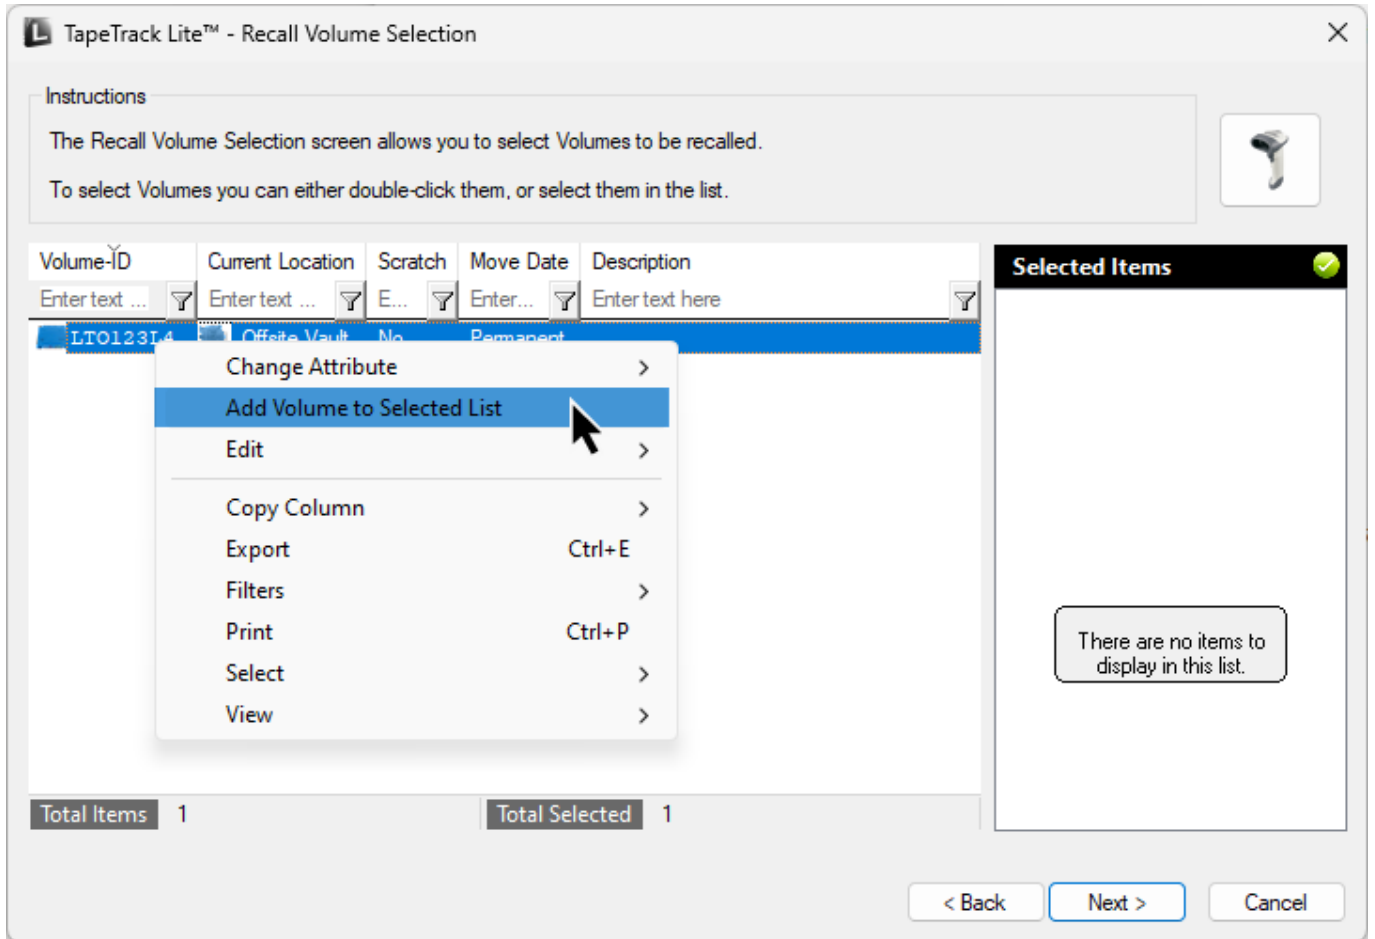 TapeTrack Lite™ - Recall Volume Selection
Instructions
The Recall Volume Selection screen allows you to select Volumes to be recalled.
To select Volumes you can either double-click them, or select them in the list.
Volume-ID Current Location Scratch Move Date Description
Enter text ... Enter text ... E... Enter... Enter text here
LTO123L4 Offsite Vault No Permanent
Change Attribute
Add Volume to Selected List
Edit
Copy Column
Export Ctrl+E
Filters
Print Ctrl+P
Select
View
Total Items 1 Total Selected 1
Selected Items
There are no items to
display in this list.
< Back Next > Cancel